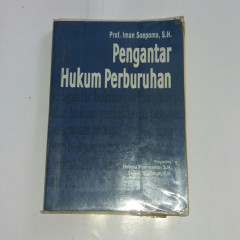 Prof. Iman Soepomo, S.H.
Pengantar
Hukum Perburuhan